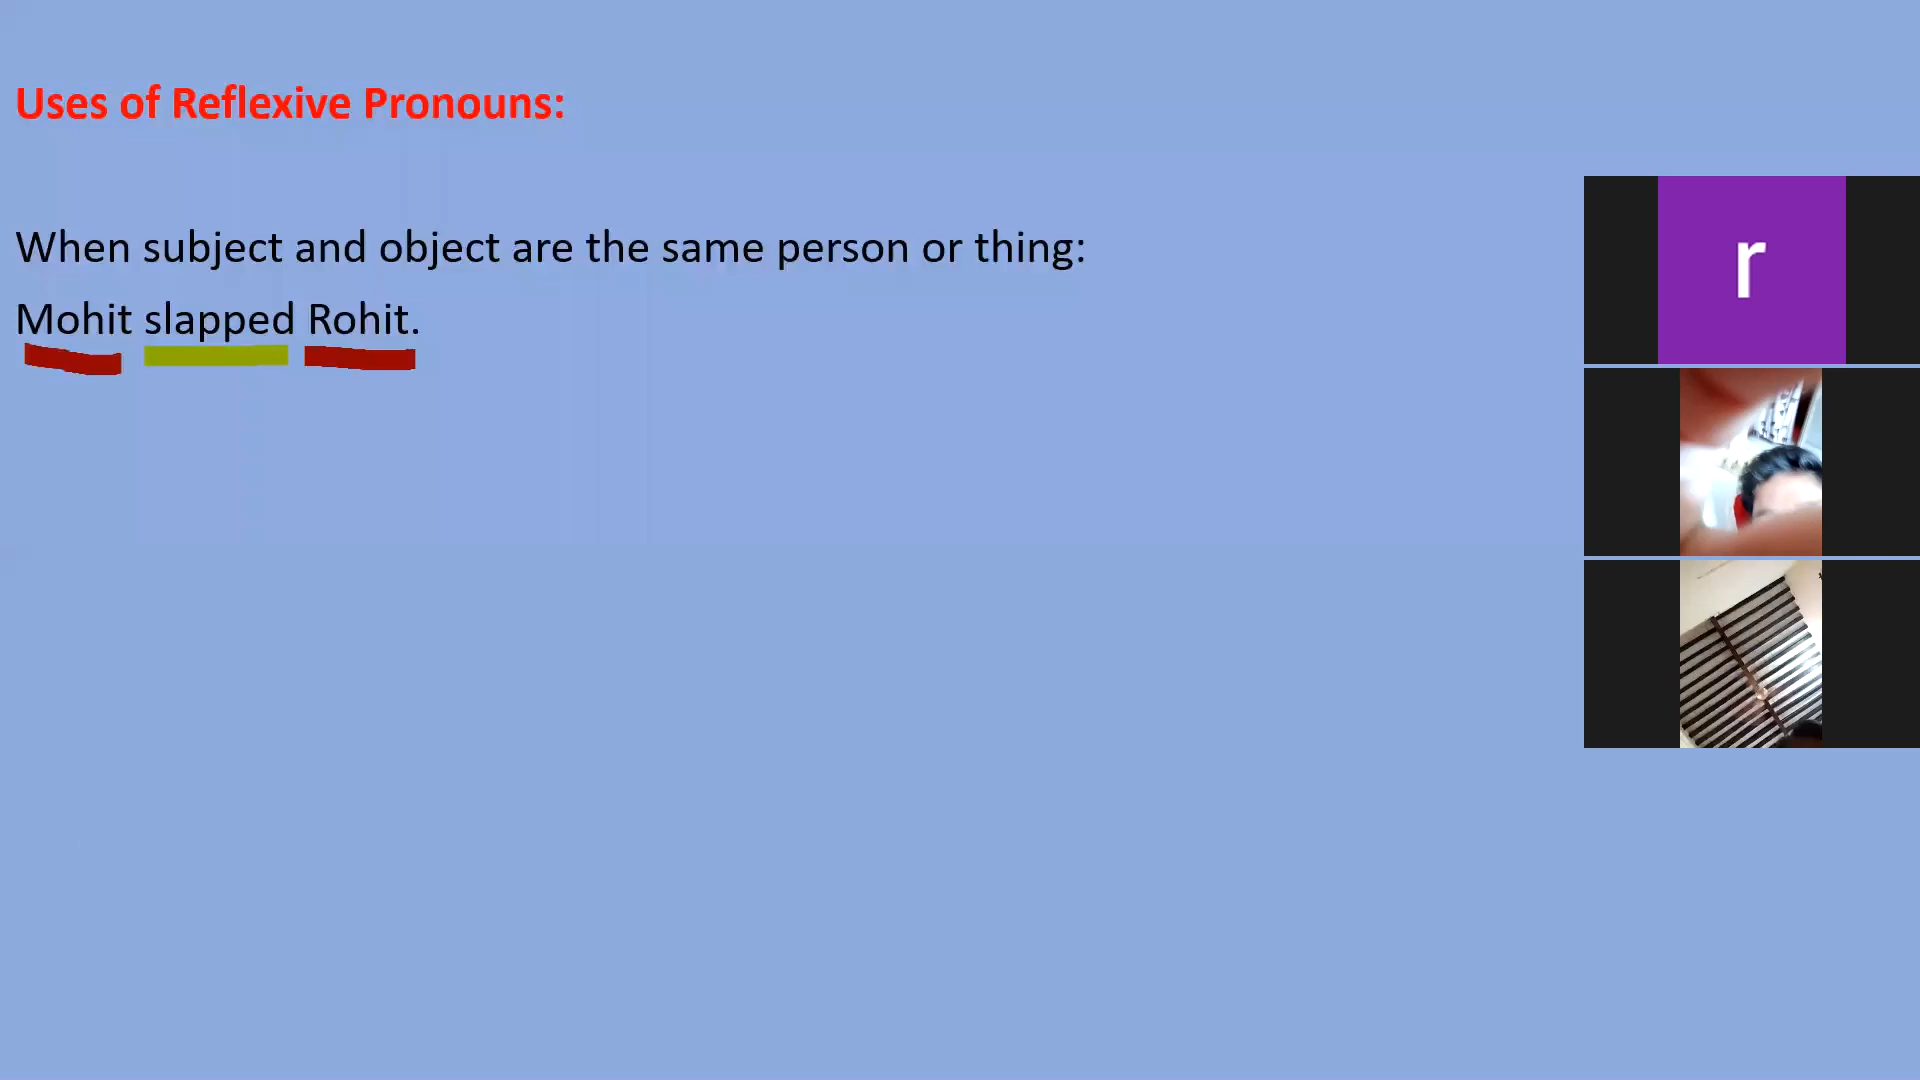 Uses of Reflexive Pronouns:
When subject and object are the same person or thing:
Mohit slapped Rohit.
r